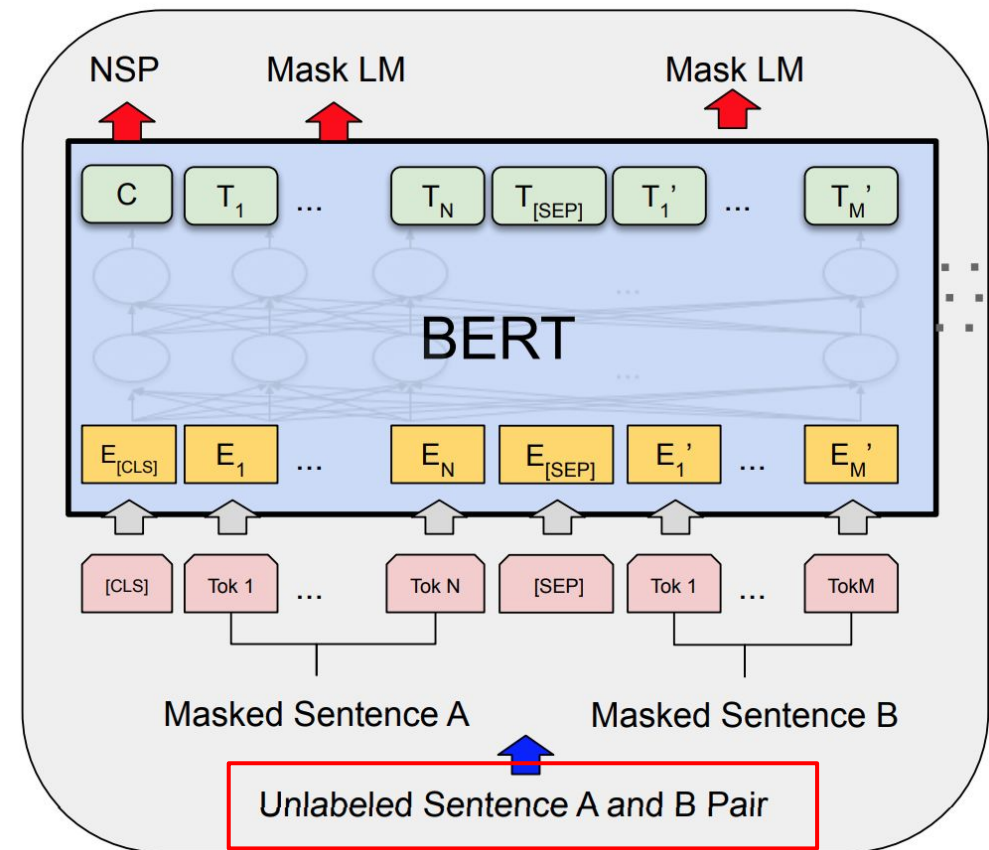 NSP Mask LM Mask LM
C T1 ... TN T[SEP] T1' ... TM'
...
BERT
...
E[CLS] E1 ... EN E[SEP] E1' ... EM'
[CLS] Tok 1 ... Tok N [SEP] Tok 1 ... TokM
Masked Sentence A Masked Sentence B
Unlabeled Sentence A and B Pair